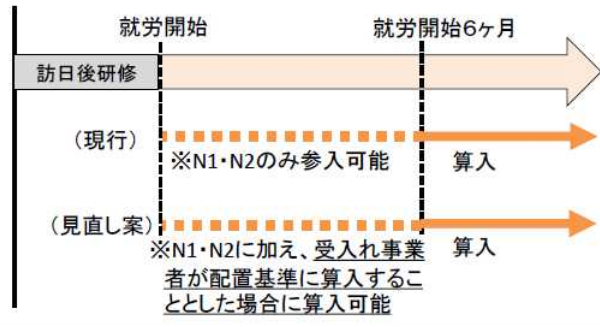 就労開始
就労開始6ヶ月
訪日後研修
（現行）
※N1・N2のみ参入可能
算入
（見直し案）
※N1・N2に加え、受入れ事業
者が配置基準に算入するこ
ととした場合に算入可能
算入